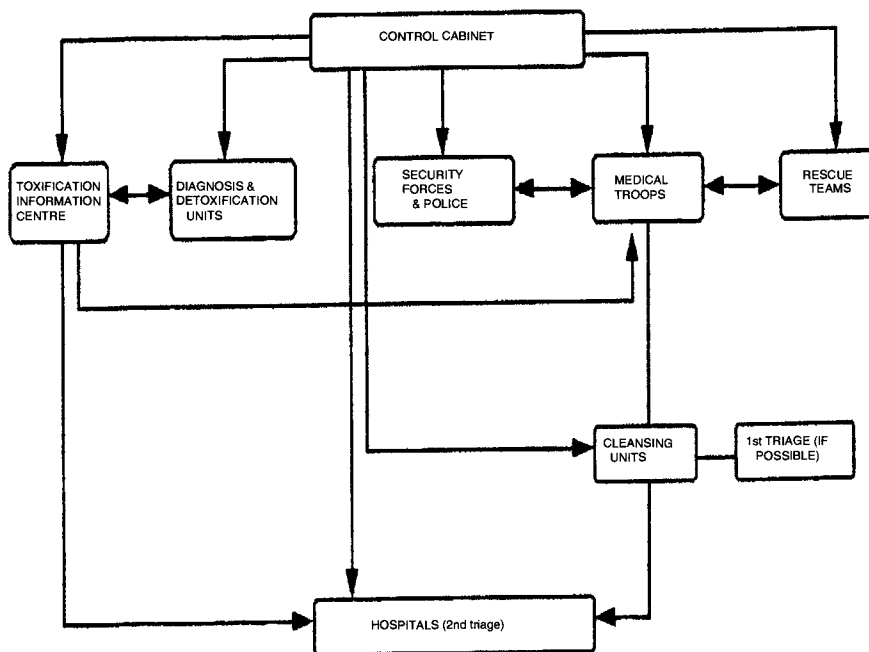 CONTROL CABINET
TOXIFICATION
INFORMATION
CENTRE
DIAGNOSIS &
DETOXIFICATION
UNITS
SECURITY
FORCES
& POLICE
MEDICAL
TROOPS
RESCUE
TEAMS
CLEANSING
UNITS
1st TRIAGE (IF
POSSIBLE)
HOSPITALS (2nd triage)